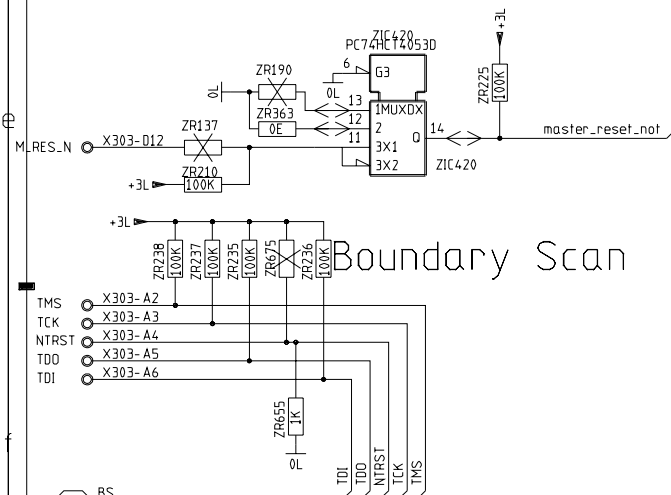 +3L
ZIC420
PC74HCT4053D
6
G3
0L
ZR190
0L
13
1MUXDX
ZR363
0E
12
2
11
3X1
3X2
Q
14
ZIC420
ZR225
100K
master_reset_not
M_RES_N
X303-D12
ZR137
ZR210
+3L
100K
+3L
ZR238
100K
ZR237
100K
ZR235
100K
ZR675
ZR236
100K
Boundary Scan
TMS
X303-A2
TCK
X303-A3
NTRST
X303-A4
TDO
X303-A5
TDI
X303-A6
ZR655
1K
0L
TDI
TDO
NTRST
TCK
TMS
BS